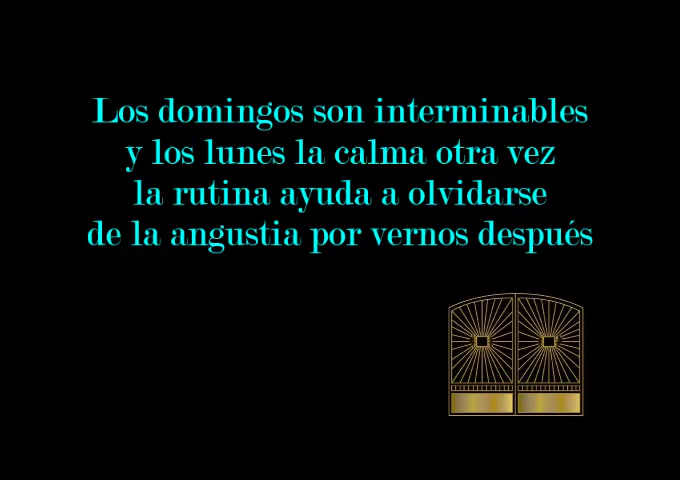 Los domingos son interminables
y los lunes la calma otra vez
la rutina ayuda a olvidarse
de la angustia por vernos después